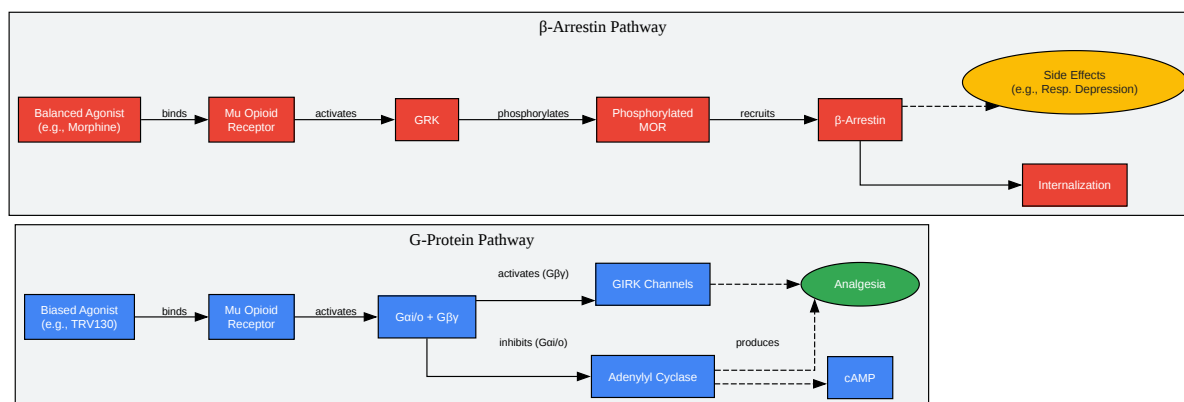 β-Arrestin Pathway
Balanced Agonist
(e.g., Morphine)
binds
Mu Opioid
Receptor
activates
GRK
phosphorylates
Phosphorylated
MOR
recruits
β-Arrestin
Side Effects
(e.g., Resp. Depression)
Internalization
G-Protein Pathway
Biased Agonist
(e.g., TRV130)
binds
Mu Opioid
Receptor
activates
Gαi/o + Gβγ
activates (Gβγ)
GIRK Channels
Analgesia
inhibits (Gαi/o)
Adenylyl Cyclase
produces
cAMP